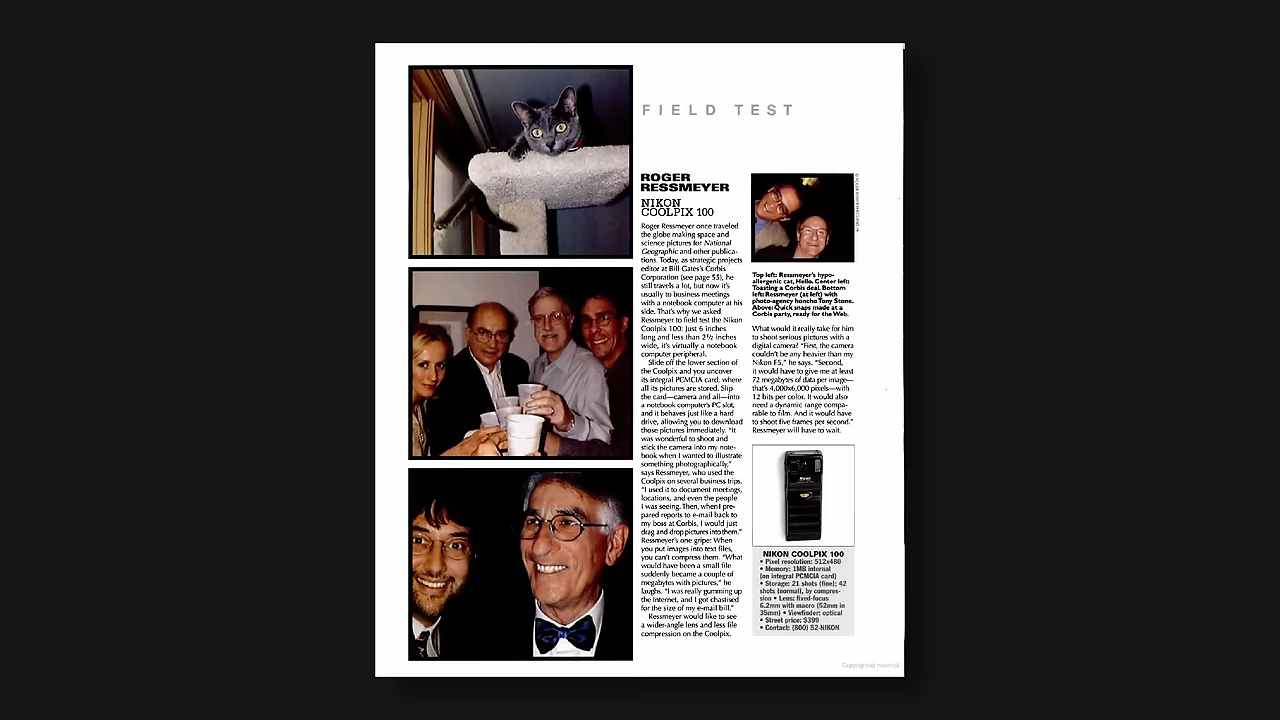 FIELD TEST
ROGER
RESSMEYER
NIKON
COOLPIX 100
Roger Ressmeyer once traveled
the globe making space and
science pictures for National
Geographic and other publica-
tions. Today, as strategic projects
editor at Bill Gates's Corbis
Corporation (see page 55), he
still travels a lot, but now it's
usually to business meetings
with a notebook computer at his
side. That's why we asked
Ressmeyer to field test the Nikon
Coolpix 100: Just 6 inches
long and less than 2½ inches
wide, it's virtually a notebook
computer peripheral.
Slide off the lower section of
the Coolpix and you uncover
its integral PCMCIA card, where
all its pictures are stored. Slip
the card—camera and all—into
a notebook computer's PC slot,
and it behaves just like a hard
drive, allowing you to download
those pictures immediately. "It
was wonderful to shoot and
stick the camera into my note-
book when I wanted to illustrate
something photographically,"
says Ressmeyer, who used the
Coolpix on several business trips.
"I used it to document meetings,
locations, and even the people
I was seeing. Then, when I pre-
pared reports to e-mail back to
my boss at Corbis, I would just
drag and drop pictures into them."
Ressmeyer's one gripe: When
you put images into text files,
you can't compress them. "What
would have been a small file
suddenly became a couple of
megabytes with pictures," he
laughs. "I was really gumming up
the Internet, and I got chastised
for the size of my e-mail bill."
Ressmeyer would like to see
a wider-angle lens and less file
compression on the Coolpix.
Top left: Ressmeyer's hypo-
allergenic cat, Hello. Center left:
Toasting a Corbis deal. Bottom
left: Ressmeyer (at left) with
photo-agency honcho Tony Stone.
Above: Quick snaps made at a
Corbis party, ready for the Web.
What would it really take for him
to shoot serious pictures with a
digital camera? "First, the camera
couldn't be any heavier than my
Nikon F5," he says. "Second,
it would have to give me at least
72 megabytes of data per image—
that's 4,000x6,000 pixels—with
12 bits per color. It would also
need a dynamic range compa-
rable to film. And it would have
to shoot five frames per second."
Ressmeyer will have to wait.
NIKON COOLPIX 100
• Pixel resolution: 512x480
• Memory: 1MB internal
(on integral PCMCIA card)
• Storage: 21 shots (fine); 42
shots (normal), by compres-
sion • Lens: fixed-focus
6.2mm with macro (52mm in
35mm) • Viewfinder: optical
• Street price: $399
• Contact: (800) 52-NIKON
Copyrighted material